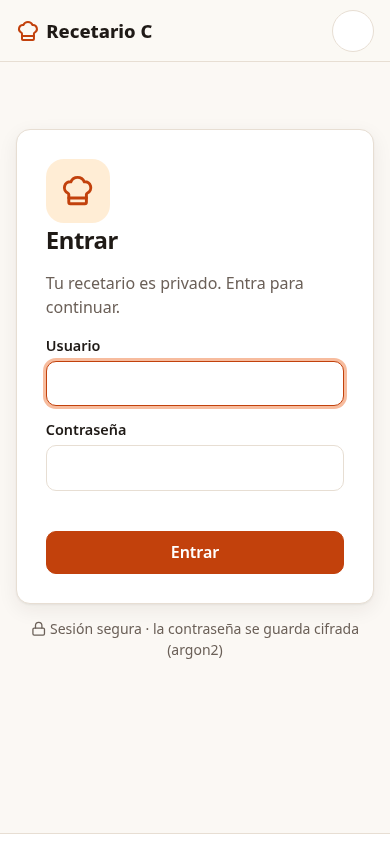 Recetario C
Entrar
Tu recetario es privado. Entra para
continuar.
Usuario
Contraseña
Entrar
Sesión segura · la contraseña se guarda cifrada
(argon2)